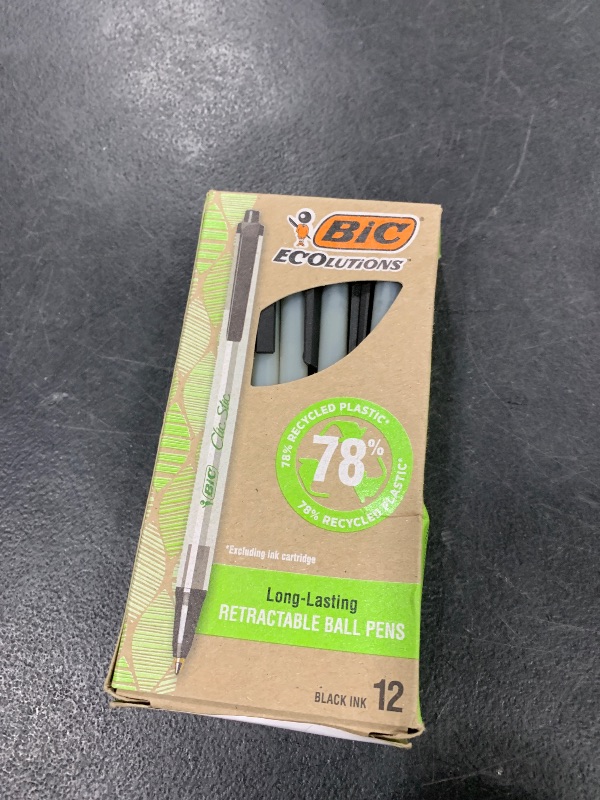 BiC
ECOLUTIONS
BiC Clic Stic
78% RECYCLED PLASTIC*
78%
78% RECYCLED PLASTIC*
*Excluding ink cartridge
Long-Lasting
RETRACTABLE BALL PENS
BLACK INK 12